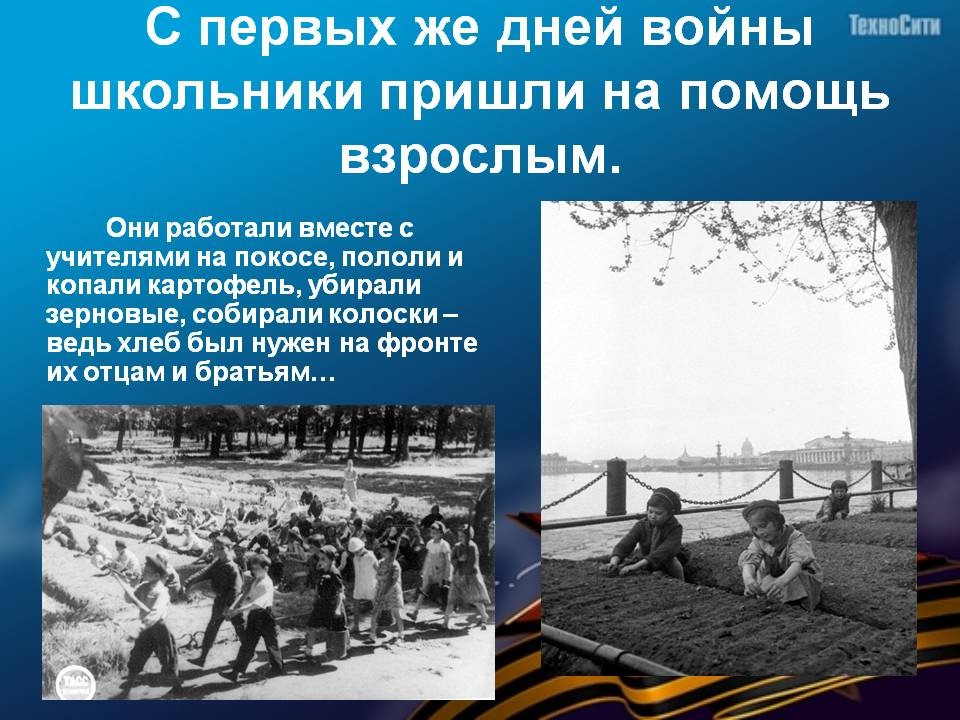 С первых же дней войны
ТехноСити
школьники пришли на помощь
взрослым.
Они работали вместе с
учителями на покосе, пололи и
копали картофель, убирали
зерновые, собирали колоски –
ведь хлеб был нужен на фронте
их отцам и братьям…
ТАСС